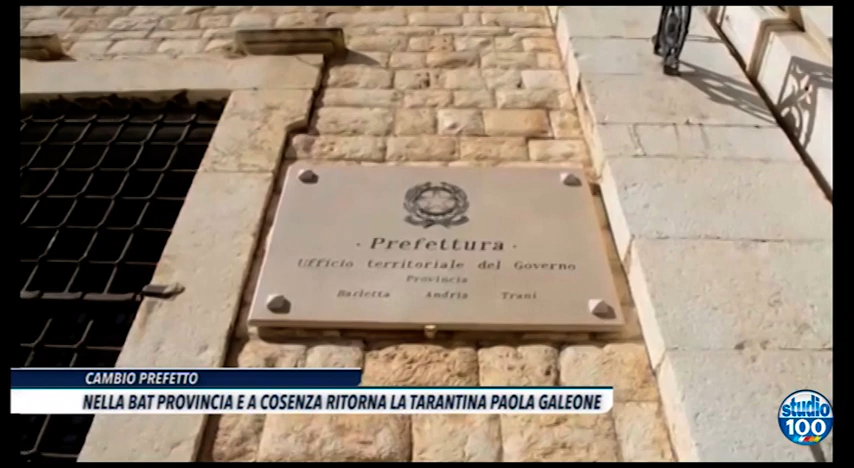 · Prefettura ·
Ufficio territoriale del Governo
Provincia
Barletta Andria Trani
CAMBIO PREFETTO
NELLA BAT PROVINCIA E A COSENZA RITORNA LA TARANTINA PAOLA GALEONE
studio
100